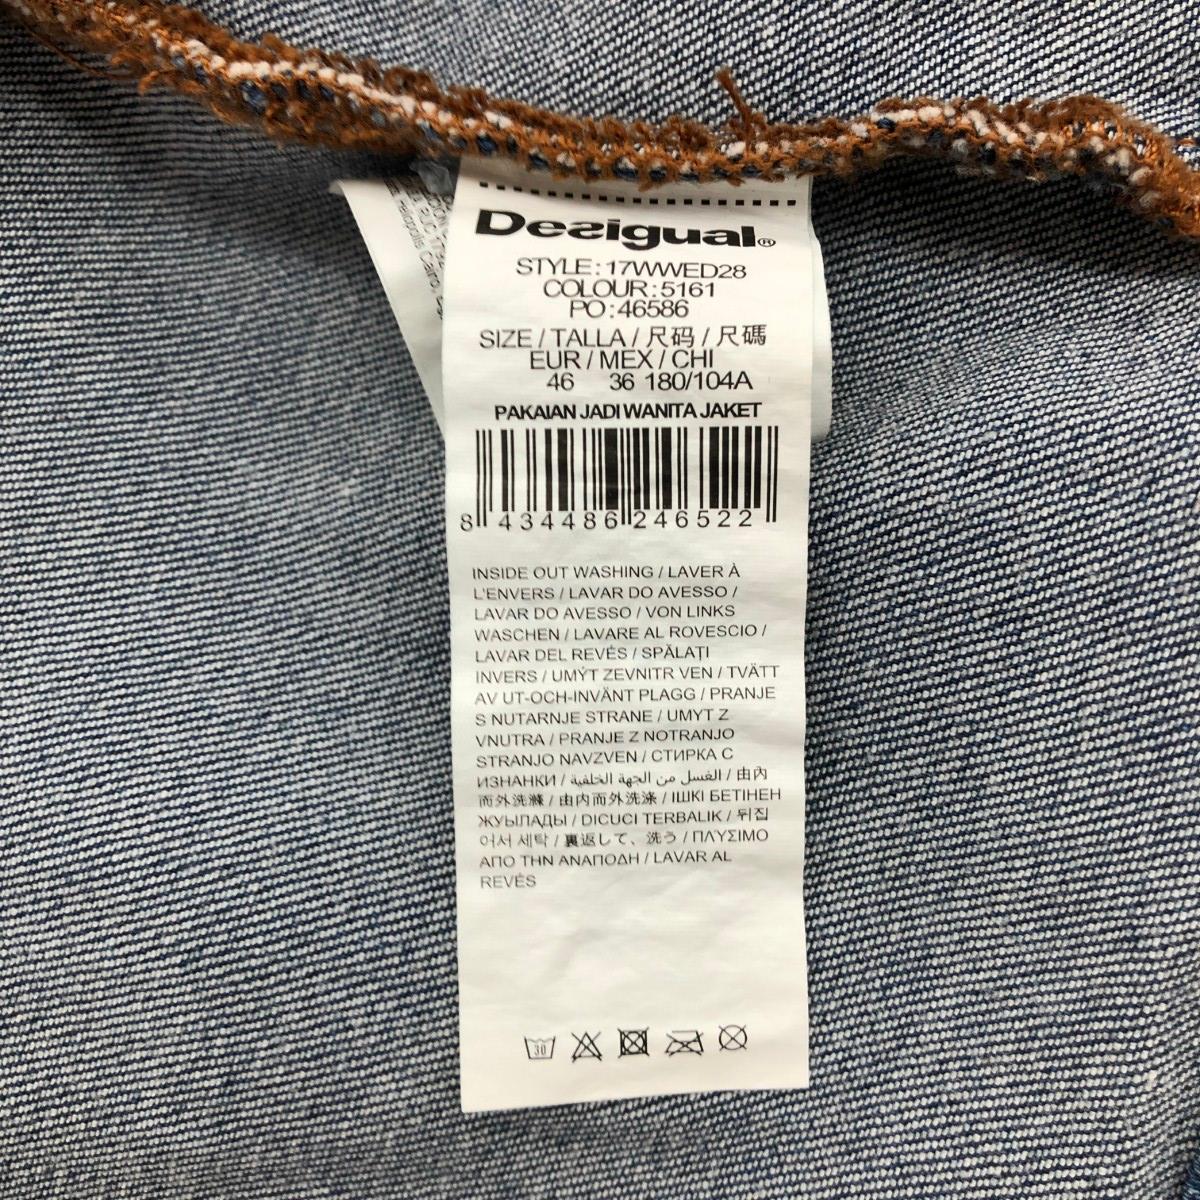 Desigual®
STYLE:17WWED28
COLOUR:5161
PO:46586
SIZE / TALLA / 尺码 / 尺碼
EUR / MEX / CHI
46 36 180/104A
PAKAIAN JADI WANITA JAKET
8 434486 246522
INSIDE OUT WASHING / LAVER À
L'ENVERS / LAVAR DO AVESSO /
LAVAR DO AVESSO / VON LINKS
WASCHEN / LAVARE AL ROVESCIO /
LAVAR DEL REVÉS / SPĂLAȚI
INVERS / UMÝT ZEVNITR VEN / TVÄTT
AV UT-OCH-INVÄNT PLAGG / PRANJE
S NUTARNJE STRANE / UMYT Z
VNUTRA / PRANJE Z NOTRANJO
STRANJO NAVZVEN / СТИРКА С
ИЗНАНКИ / الغسل من الجهة الخلفية / 由內
而外洗滌 / 由内而外洗涤 / ІШКІ БЕТІНЕН
ЖУЫЛАДЫ / DICUCI TERBALIK / 뒤집
어서 세탁 / 裏返して、洗う / ΠΛΥΣΙΜΟ
ΑΠΟ ΤΗΝ ΑΝΑΠΟΔΗ / LAVAR AL
REVÉS
30